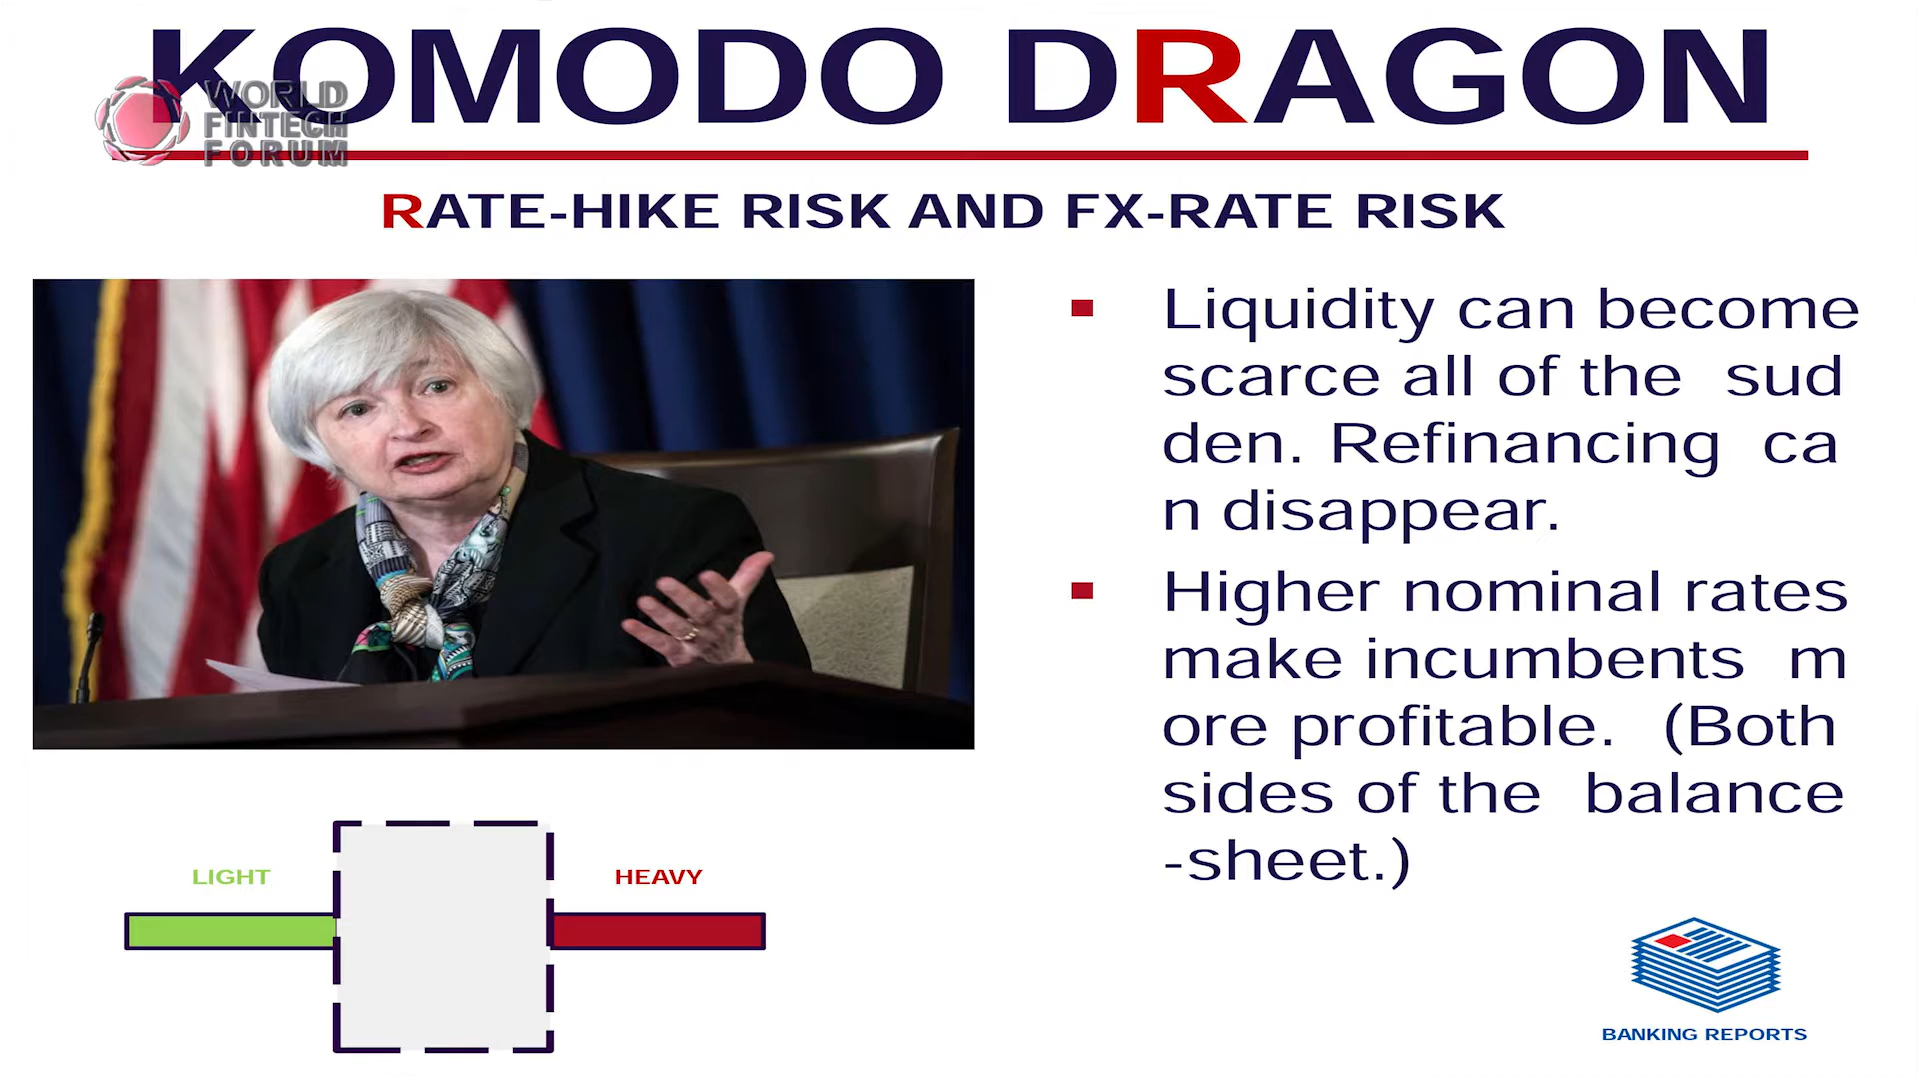 KOMODO DRAGON
WORLD
FINTECH
FORUM
RATE-HIKE RISK AND FX-RATE RISK
Liquidity can become
scarce all of the sud
den. Refinancing ca
n disappear.
Higher nominal rates
make incumbents m
ore profitable. (Both
sides of the balance
-sheet.)
LIGHT
HEAVY
BANKING REPORTS